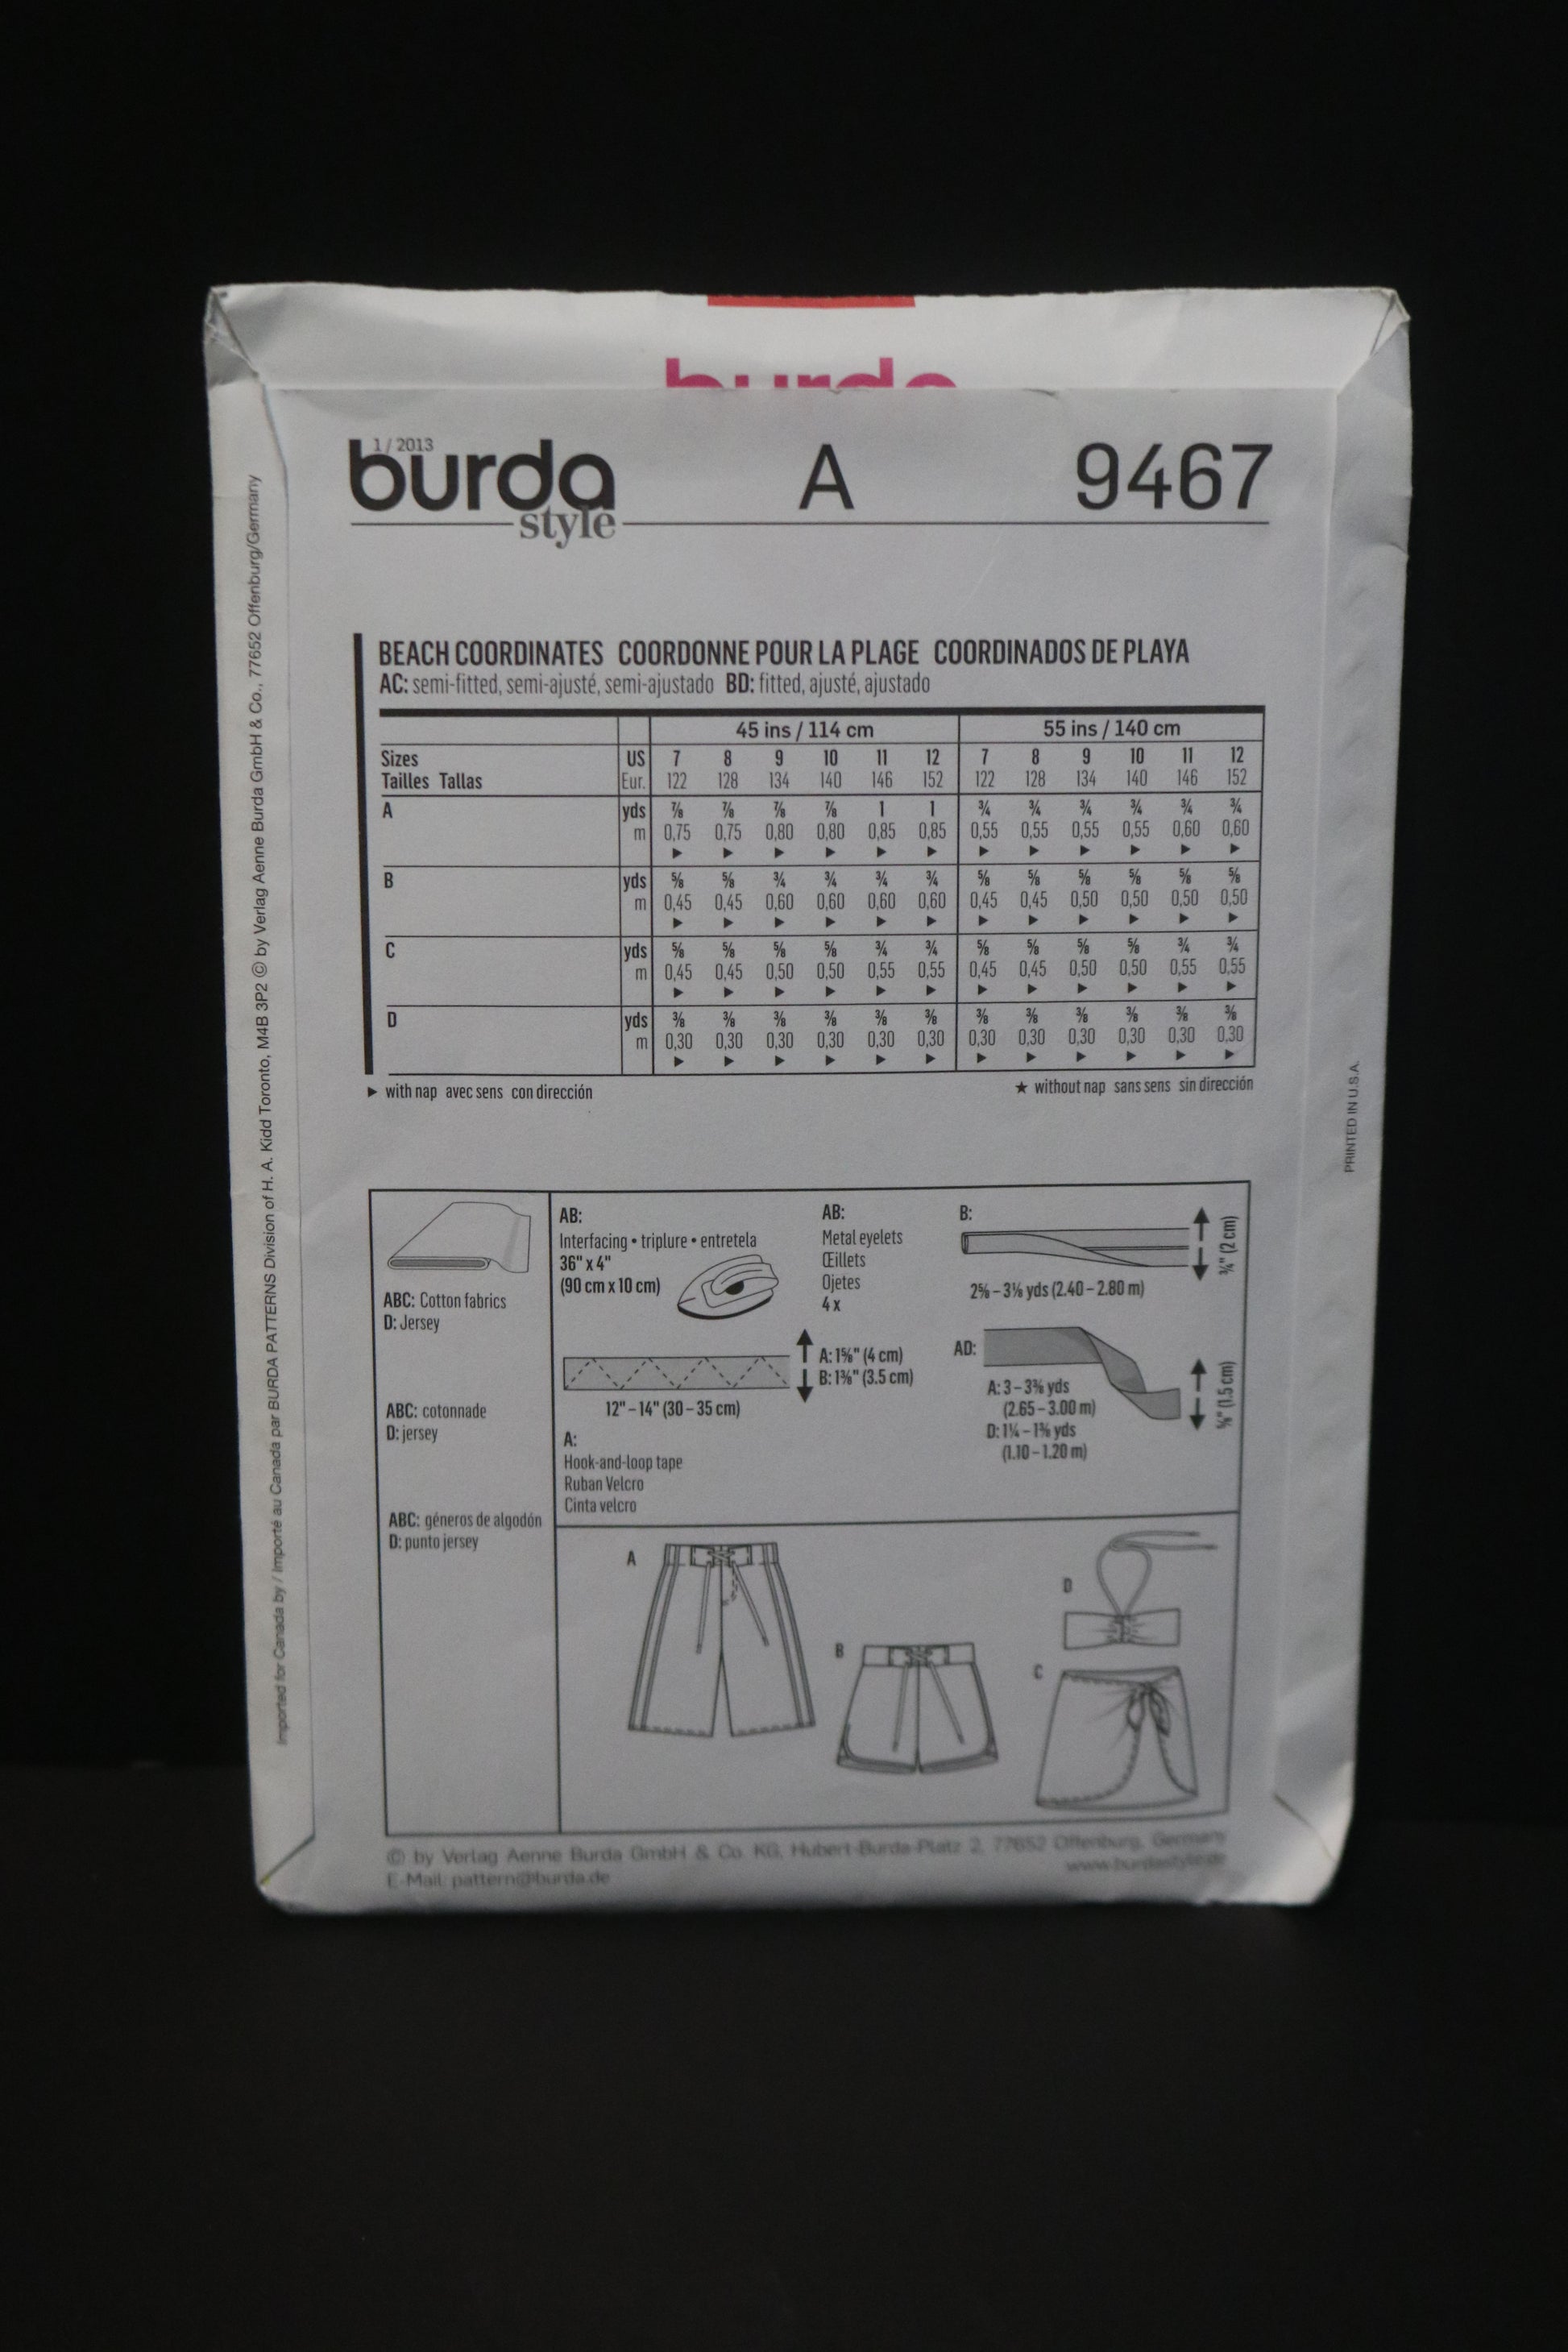 burda
1/2013
burda style
A
9467
BEACH COORDINATES COORDONNE POUR LA PLAGE COORDINADOS DE PLAYA
AC: semi-fitted, semi-ajusté, semi-ajustado BD: fitted, ajusté, ajustado
45 ins / 114 cm 55 ins / 140 cm
Sizes US 7 8 9 10 11 12 7 8 9 10 11 12
Tailles Tallas Eur. 122 128 134 140 146 152 122 128 134 140 146 152
A yds ⅞ ⅞ ⅞ ⅞ 1 1 ¾ ¾ ¾ ¾ ¾ ¾
m 0,75 0,75 0,80 0,80 0,85 0,85 0,55 0,55 0,55 0,55 0,60 0,60
► ► ► ► ► ► ► ► ► ► ► ►
B yds ⅝ ⅝ ¾ ¾ ¾ ¾ ⅝ ⅝ ⅝ ⅝ ⅝ ⅝
m 0,45 0,45 0,60 0,60 0,60 0,60 0,45 0,45 0,50 0,50 0,50 0,50
► ► ► ► ► ► ► ► ► ► ► ►
C yds ⅝ ⅝ ⅝ ⅝ ¾ ¾ ⅝ ⅝ ⅝ ⅝ ¾ ¾
m 0,45 0,45 0,50 0,50 0,55 0,55 0,45 0,45 0,50 0,50 0,55 0,55
► ► ► ► ► ► ► ► ► ► ► ►
D yds ⅜ ⅜ ⅜ ⅜ ⅜ ⅜ ⅜ ⅜ ⅜ ⅜ ⅜ ⅜
m 0,30 0,30 0,30 0,30 0,30 0,30 0,30 0,30 0,30 0,30 0,30 0,30
► ► ► ► ► ► ► ► ► ► ► ►
► with nap avec sens con dirección
★ without nap sans sens sin dirección
ABC: Cotton fabrics
D: Jersey
ABC: cotonnade
D: jersey
ABC: géneros de algodón
D: punto jersey
AB:
Interfacing • triplure • entretela
36" x 4"
(90 cm x 10 cm)
AB:
Metal eyelets
Œillets
Ojetes
4 x
B:
¾" (2 cm)
2⅝ – 3⅛ yds (2.40 – 2.80 m)
A: 1⅝" (4 cm)
B: 1⅜" (3.5 cm)
12" – 14" (30 – 35 cm)
AD:
A: 3 – 3⅜ yds
(2.65 – 3.00 m)
D: 1¼ – 1⅜ yds
(1.10 – 1.20 m)
⅝" (1.5 cm)
A:
Hook-and-loop tape
Ruban Velcro
Cinta velcro
A
B
D
C
© by Verlag Aenne Burda GmbH & Co. KG, Hubert-Burda-Platz 2, 77652 Offenburg, Germany
E-Mail: pattern@burda.de
www.burdastyle.de
Imported for Canada by / Importé au Canada par BURDA PATTERNS Division of H. A. Kidd Toronto, M4B 3P2 © by Verlag Aenne Burda GmbH & Co., 77652 Offenburg/Germany
PRINTED IN U.S.A.